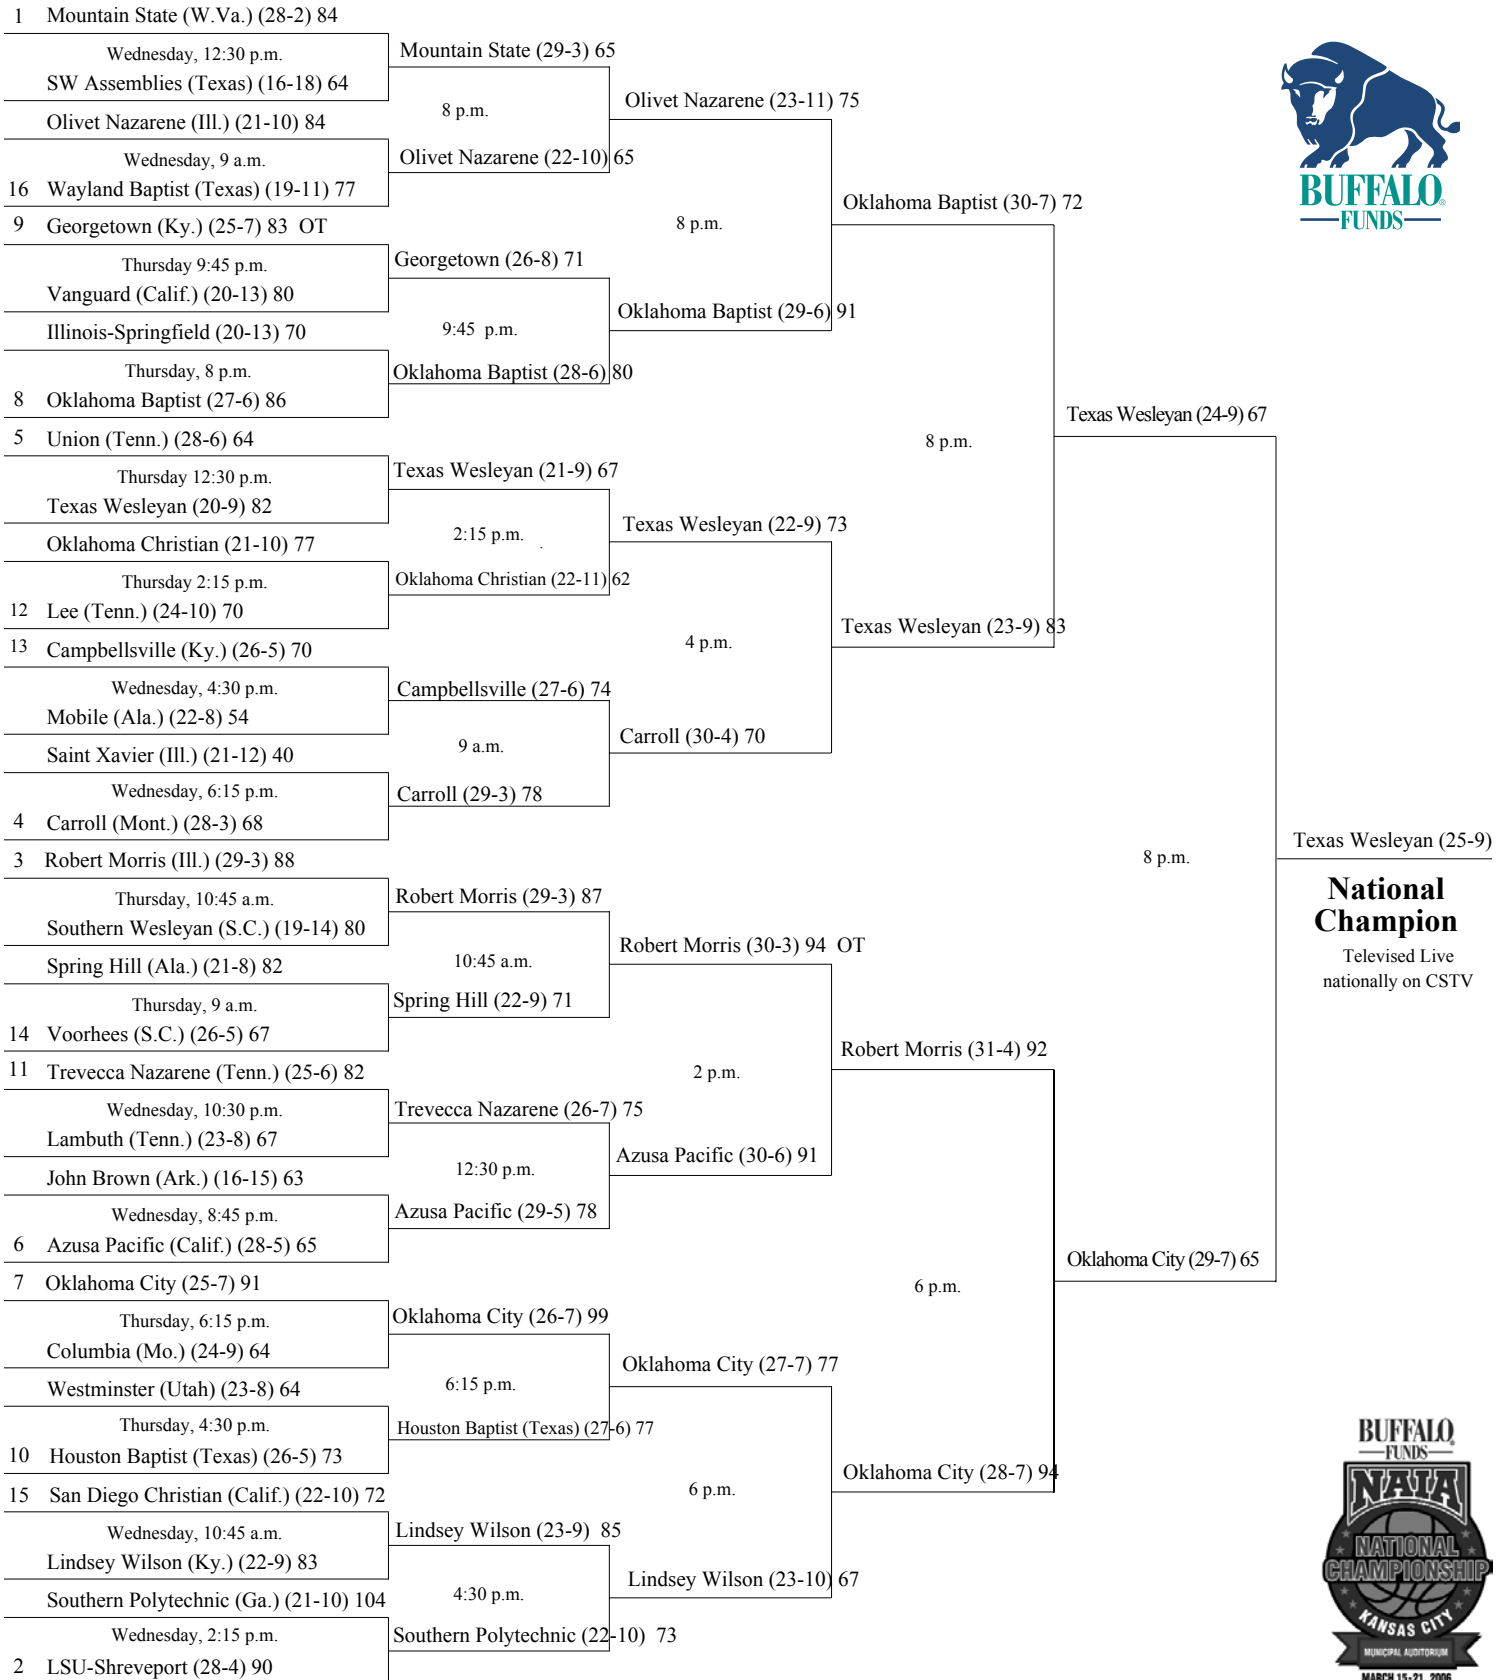 1 Mountain State (W.Va.) (28-2) 84
Wednesday, 12:30 p.m.
SW Assemblies (Texas) (16-18) 64
Olivet Nazarene (Ill.) (21-10) 84
Wednesday, 9 a.m.
16 Wayland Baptist (Texas) (19-11) 77
9 Georgetown (Ky.) (25-7) 83 OT
Thursday 9:45 p.m.
Vanguard (Calif.) (20-13) 80
Illinois-Springfield (20-13) 70
Thursday, 8 p.m.
8 Oklahoma Baptist (27-6) 86
5 Union (Tenn.) (28-6) 64
Thursday 12:30 p.m.
Texas Wesleyan (20-9) 82
Oklahoma Christian (21-10) 77
Thursday 2:15 p.m.
12 Lee (Tenn.) (24-10) 70
13 Campbellsville (Ky.) (26-5) 70
Wednesday, 4:30 p.m.
Mobile (Ala.) (22-8) 54
Saint Xavier (Ill.) (21-12) 40
Wednesday, 6:15 p.m.
4 Carroll (Mont.) (28-3) 68
3 Robert Morris (Ill.) (29-3) 88
Thursday, 10:45 a.m.
Southern Wesleyan (S.C.) (19-14) 80
Spring Hill (Ala.) (21-8) 82
Thursday, 9 a.m.
14 Voorhees (S.C.) (26-5) 67
11 Trevecca Nazarene (Tenn.) (25-6) 82
Wednesday, 10:30 p.m.
Lambuth (Tenn.) (23-8) 67
John Brown (Ark.) (16-15) 63
Wednesday, 8:45 p.m.
6 Azusa Pacific (Calif.) (28-5) 65
7 Oklahoma City (25-7) 91
Thursday, 6:15 p.m.
Columbia (Mo.) (24-9) 64
Westminster (Utah) (23-8) 64
Thursday, 4:30 p.m.
10 Houston Baptist (Texas) (26-5) 73
15 San Diego Christian (Calif.) (22-10) 72
Wednesday, 10:45 a.m.
Lindsey Wilson (Ky.) (22-9) 83
Southern Polytechnic (Ga.) (21-10) 104
Wednesday, 2:15 p.m.
2 LSU-Shreveport (28-4) 90
Mountain State (29-3) 65
8 p.m.
Olivet Nazarene (22-10) 65
Georgetown (26-8) 71
9:45 p.m.
Oklahoma Baptist (28-6) 80
Texas Wesleyan (21-9) 67
2:15 p.m.
Oklahoma Christian (22-11) 62
Campbellsville (27-6) 74
9 a.m.
Carroll (29-3) 78
Robert Morris (29-3) 87
10:45 a.m.
Spring Hill (22-9) 71
Trevecca Nazarene (26-7) 75
12:30 p.m.
Azusa Pacific (29-5) 78
Oklahoma City (26-7) 99
6:15 p.m.
Houston Baptist (Texas) (27-6) 77
Lindsey Wilson (23-9) 85
4:30 p.m.
Southern Polytechnic (22-10) 73
Olivet Nazarene (23-11) 75
8 p.m.
Oklahoma Baptist (29-6) 91
Texas Wesleyan (22-9) 73
4 p.m.
Carroll (30-4) 70
Robert Morris (30-3) 94 OT
2 p.m.
Azusa Pacific (30-6) 91
Oklahoma City (27-7) 77
6 p.m.
Lindsey Wilson (23-10) 67
Oklahoma Baptist (30-7) 72
8 p.m.
Texas Wesleyan (23-9) 83
Robert Morris (31-4) 92
6 p.m.
Oklahoma City (28-7) 94
Texas Wesleyan (24-9) 67
8 p.m.
Oklahoma City (29-7) 65
Texas Wesleyan (25-9)
National
Champion
Televised Live
nationally on CSTV
BUFFALO®
FUNDS
BUFFALO
FUNDS
NAIA
NATIONAL
CHAMPIONSHIP
KANSAS CITY
MUNICIPAL AUDITORIUM
MARCH 15-21, 2006